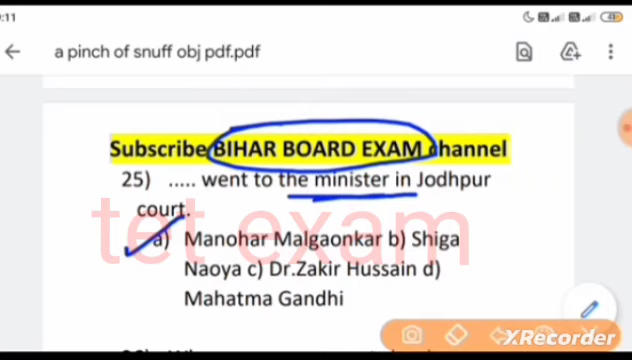 :11
a pinch of snuff obj pdf.pdf
Subscribe BIHAR BOARD EXAM channel
25) ..... went to the minister in Jodhpur
court.
tet exam
a) Manohar Malgaonkar b) Shiga
Naoya c) Dr.Zakir Hussain d)
Mahatma Gandhi
XRecorder